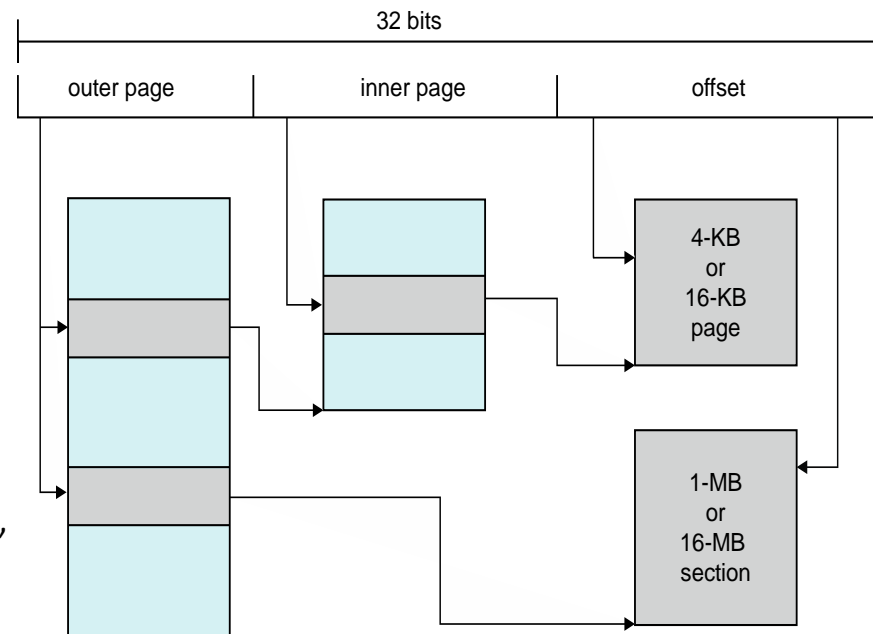 32 bits
outer page
inner page
offset
4-KB
or
16-KB
page
1-MB
or
16-MB
section
,